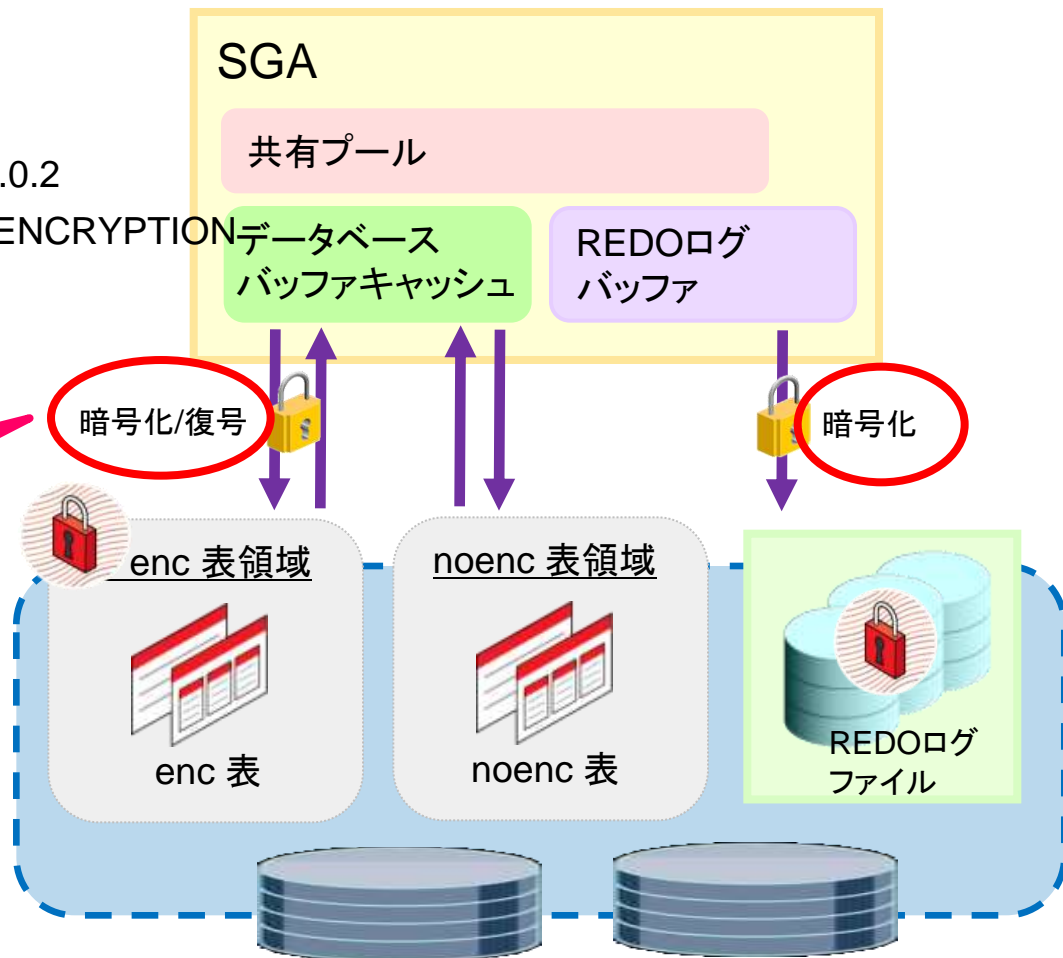 SGA
共有プール
.0.2
ENCRYPTION
データベース
バッファキャッシュ
REDOログ
バッファ
暗号化/復号
暗号化
enc 表領域
noenc 表領域
enc 表
noenc 表
REDOログ
ファイル